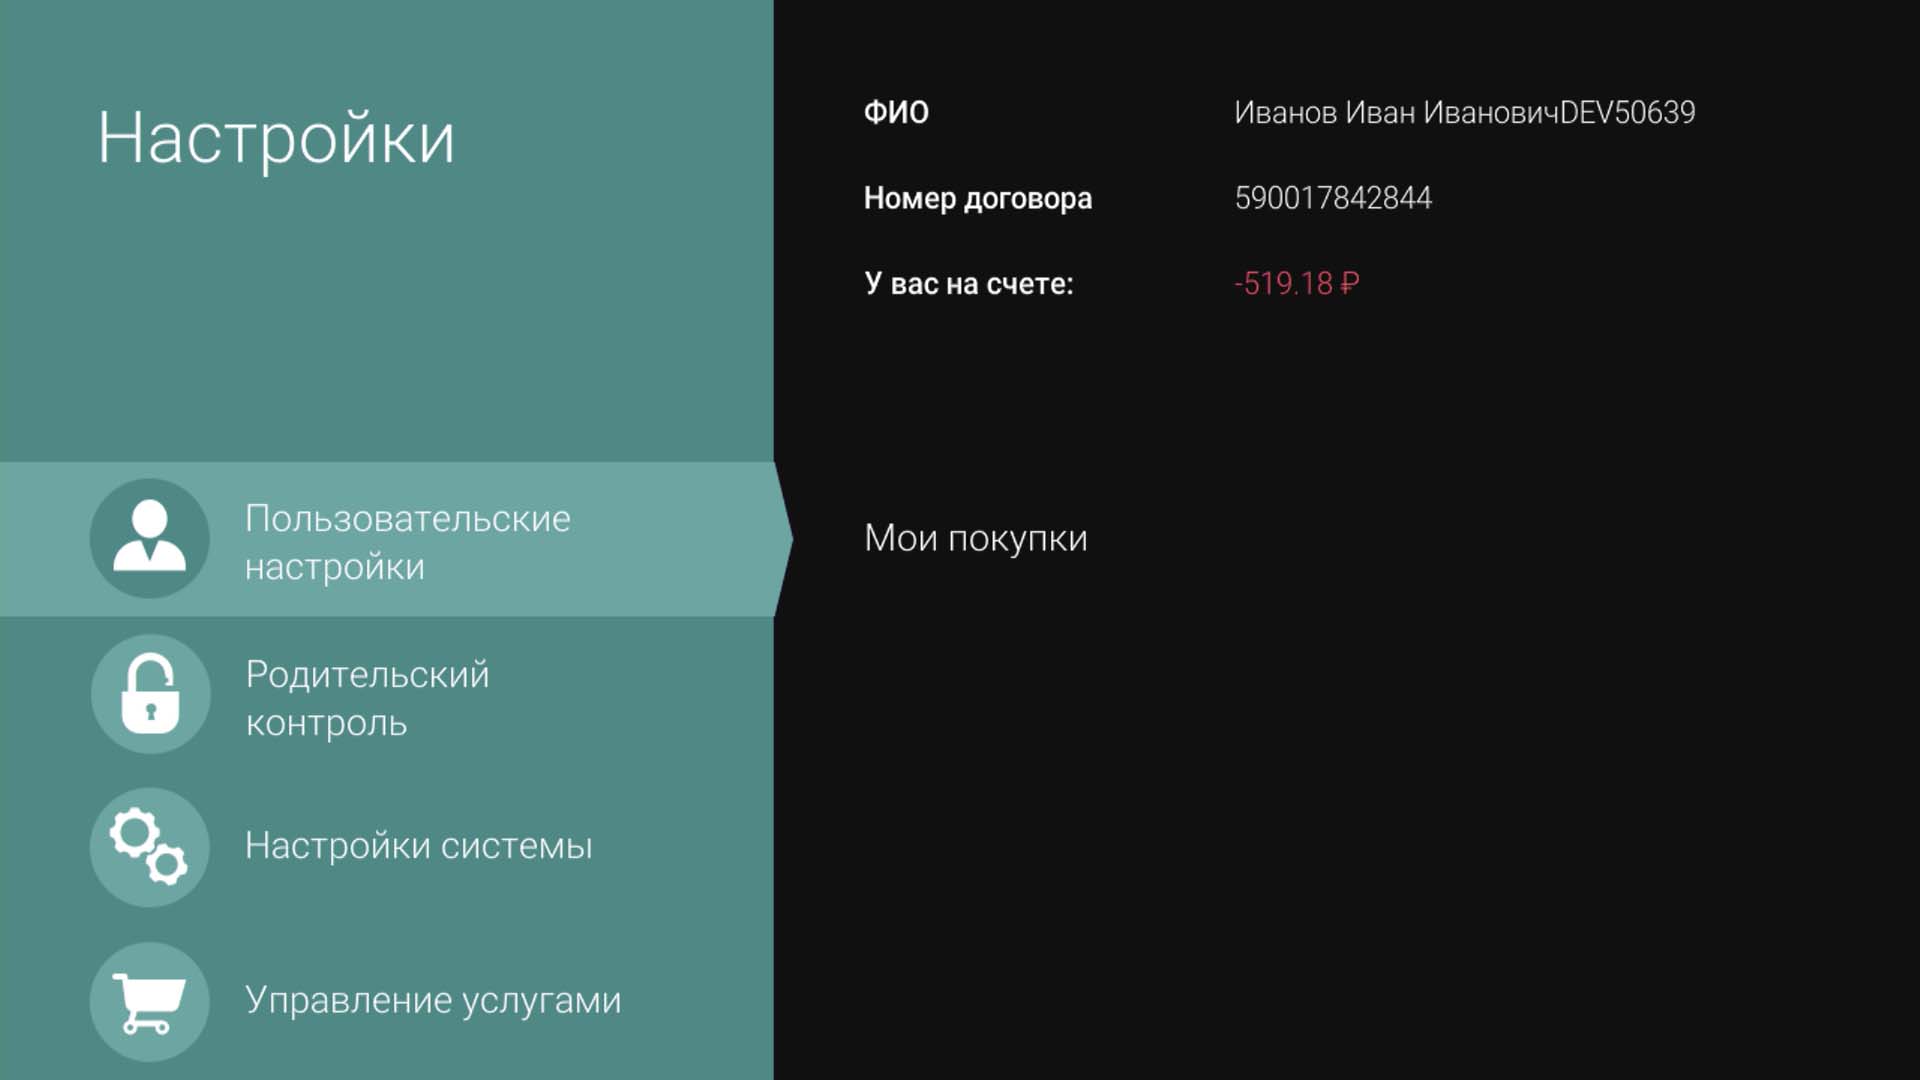 Настройки
Пользовательские
настройки
Родительский
контроль
Настройки системы
Управление услугами
ФИО Иванов Иван ИвановичDEV50639
Номер договора 590017842844
У вас на счете: -519.18 ₽
Мои покупки